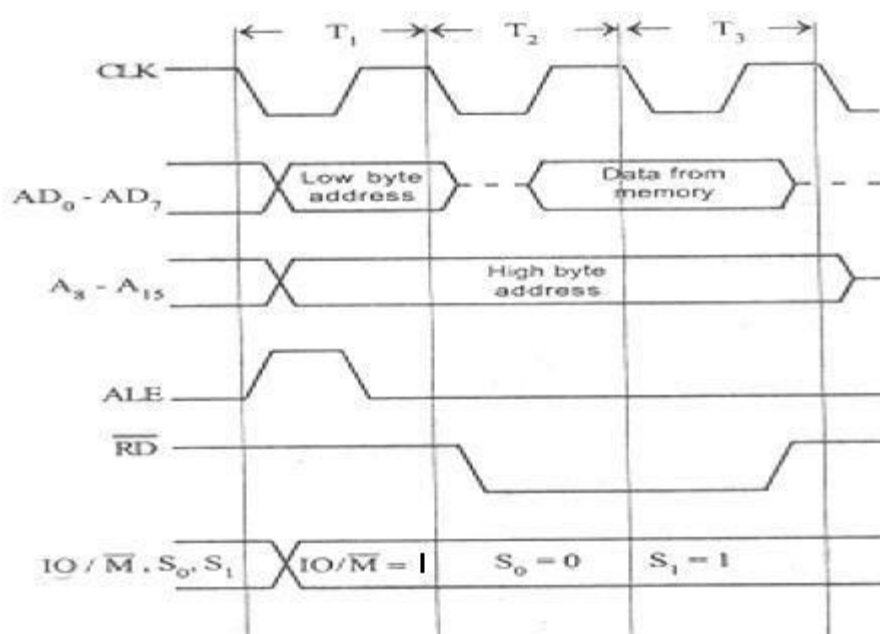 T₁ T₂ T₃
CLK
AD₀ - AD₇ Low byte address Data from memory
A₈ - A₁₅ High byte address
ALE
R̅D̅
IO / M̅ , S₀, S₁ IO/M̅ = 1 S₀ = 0 S₁ = 1